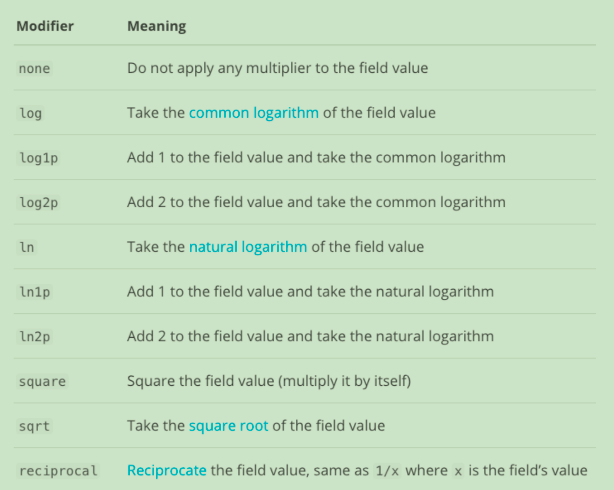 Modifier Meaning
none Do not apply any multiplier to the field value
log Take the common logarithm of the field value
log1p Add 1 to the field value and take the common logarithm
log2p Add 2 to the field value and take the common logarithm
ln Take the natural logarithm of the field value
ln1p Add 1 to the field value and take the natural logarithm
ln2p Add 2 to the field value and take the natural logarithm
square Square the field value (multiply it by itself)
sqrt Take the square root of the field value
reciprocal Reciprocate the field value, same as 1/x where x is the field’s value